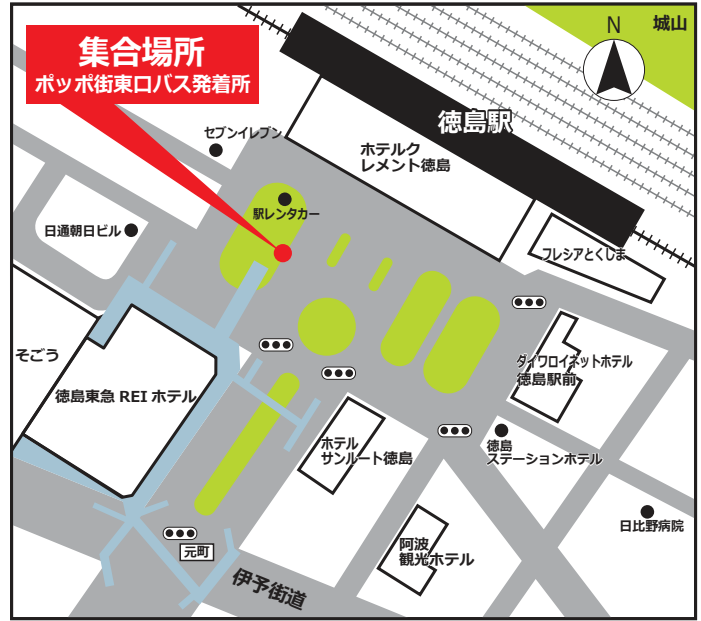 集合場所
ポッポ街東口バス発着所
N
城山
徳島駅
セブンイレブン
ホテルク
レメント徳島
駅レンタカー
日通朝日ビル
フレシアとくしま
そごう
徳島東急 REI ホテル
ダイワロイネットホテル
徳島駅前
ホテル
サンルート徳島
徳島
ステーションホテル
日比野病院
元町
阿波
観光ホテル
伊予街道